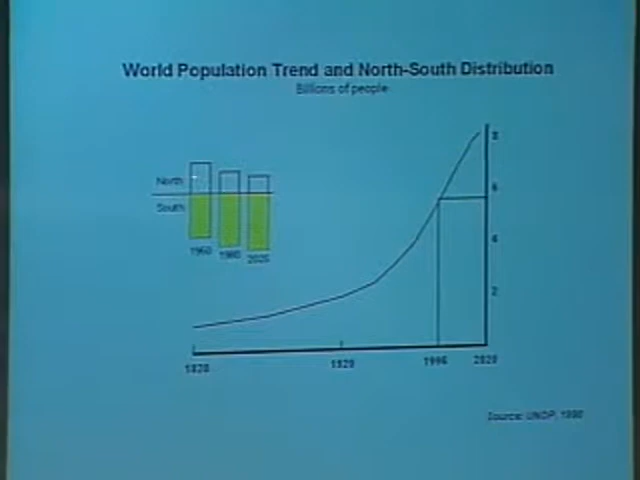 World Population Trend and North-South Distribution
Billions of people
8
North
6
South
4
1960 1980 2020
2
1820 1920 1996 2020
Source: UNDP, 1990